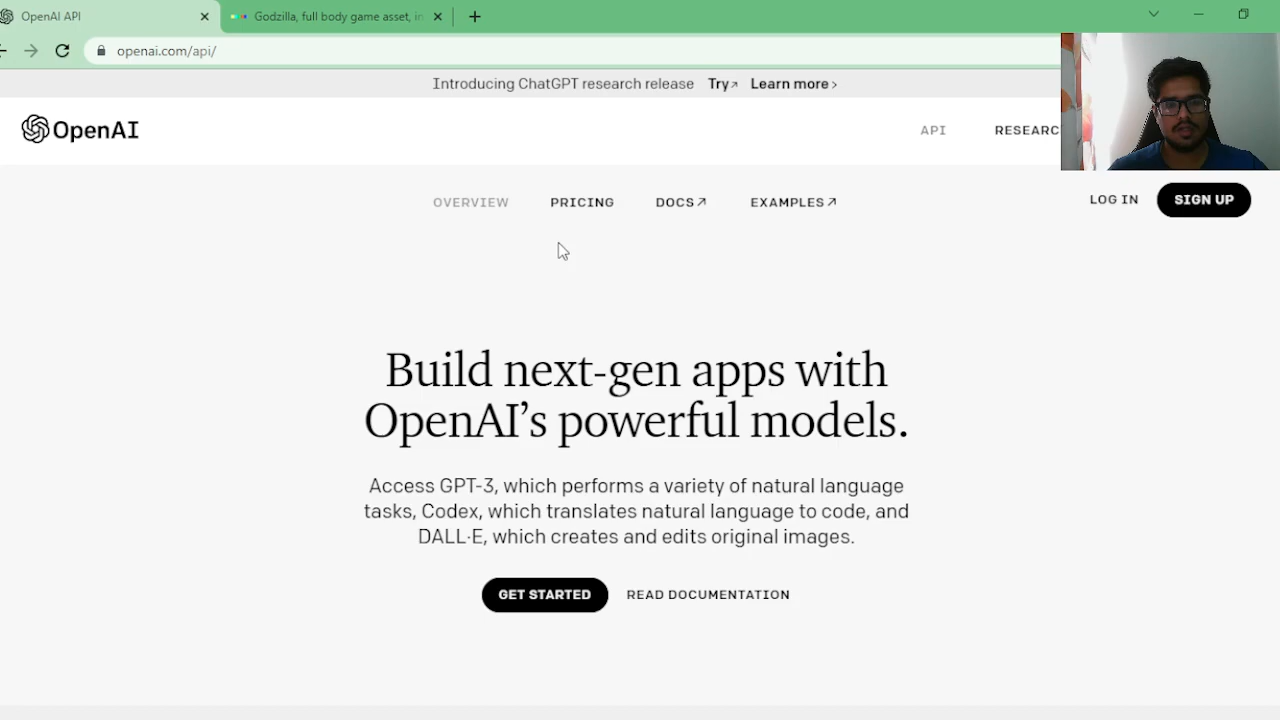 OpenAI API
Godzilla, full body game asset, in
openai.com/api/
Introducing ChatGPT research release Try↗ Learn more ›
OpenAI
API RESEARC
OVERVIEW PRICING DOCS↗ EXAMPLES↗
LOG IN SIGN UP
Build next-gen apps with
OpenAI’s powerful models.
Access GPT-3, which performs a variety of natural language
tasks, Codex, which translates natural language to code, and
DALL·E, which creates and edits original images.
GET STARTED READ DOCUMENTATION